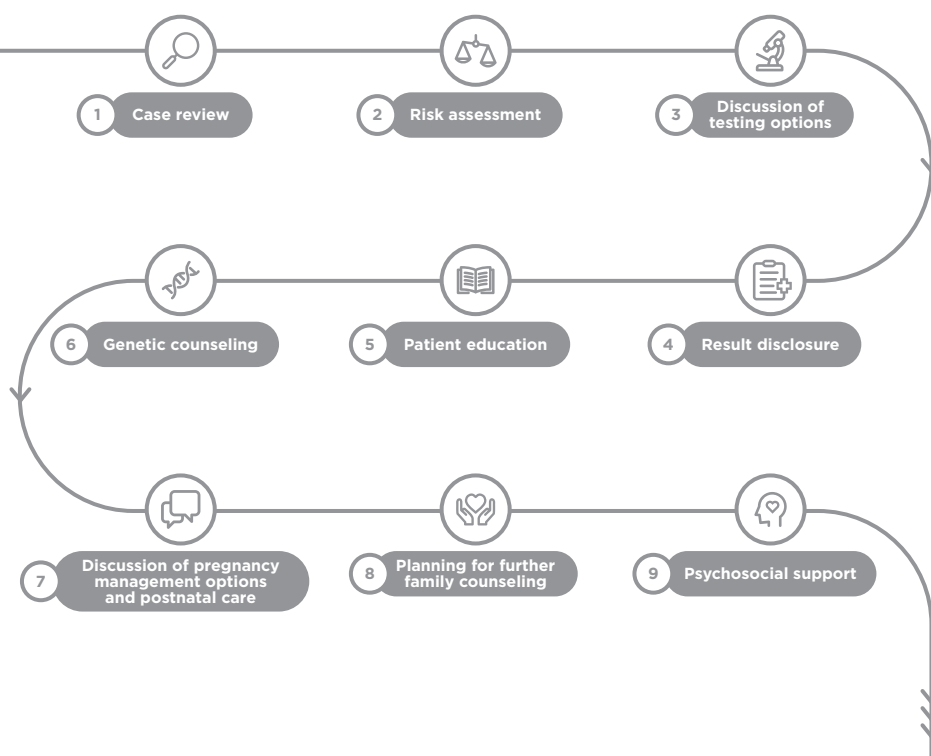 1 Case review
2 Risk assessment
3 Discussion of
testing options
4 Result disclosure
5 Patient education
6 Genetic counseling
7 Discussion of pregnancy
management options
and postnatal care
8 Planning for further
family counseling
9 Psychosocial support